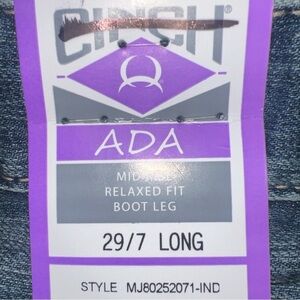 CINCH®
ADA
MID RISE
RELAXED FIT
BOOT LEG
29/7 LONG
STYLE MJ80252071-IND